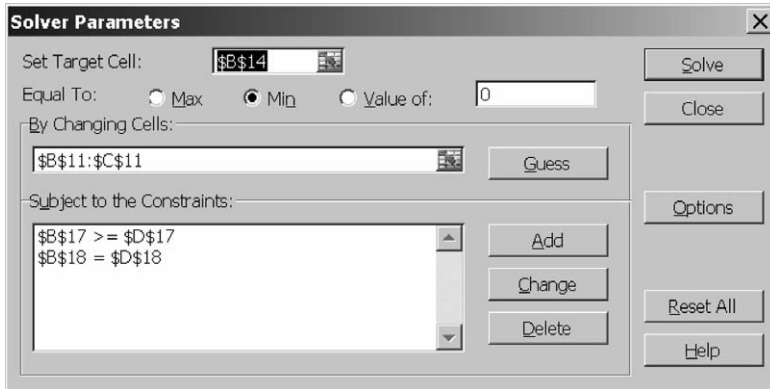 Solver Parameters
Set Target Cell: $B$14
Solve
Equal To: Max Min Value of: 0
Close
By Changing Cells:
$B$11:$C$11
Guess
Subject to the Constraints:
Options
$B$17 >= $D$17
$B$18 = $D$18
Add
Change
Reset All
Delete
Help